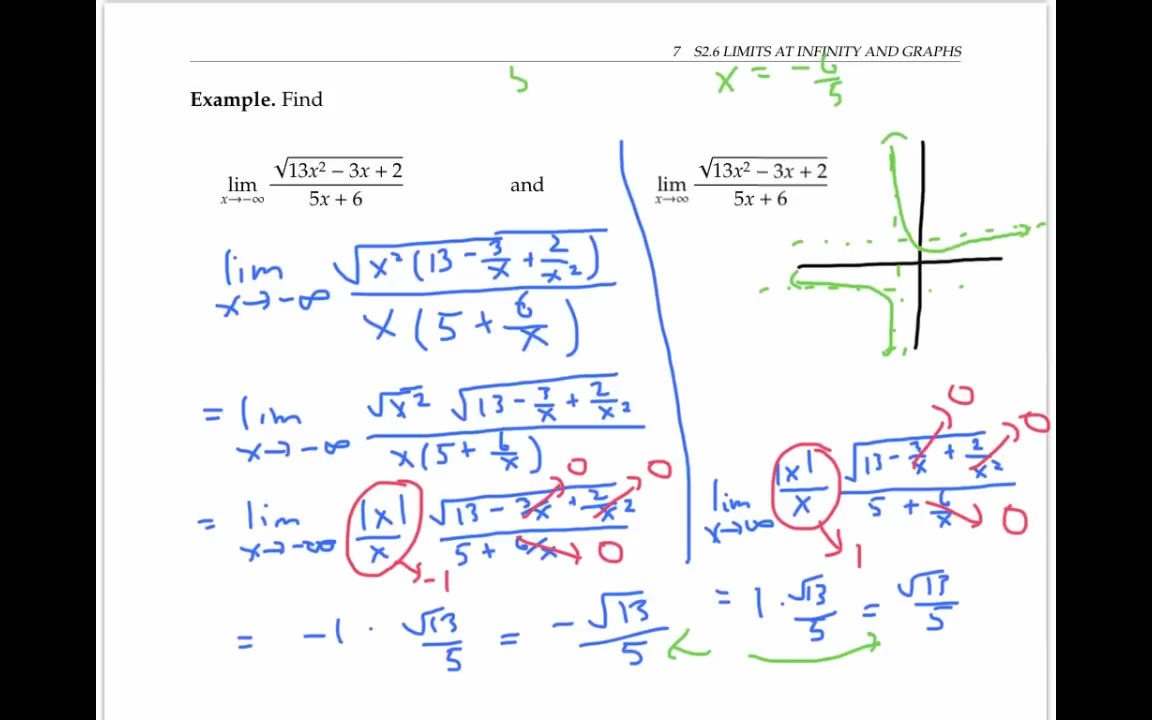 7 S2.6 LIMITS AT INFINITY AND GRAPHS
5
x = -6/5
Example. Find
lim x→−∞ √(13x² − 3x + 2) / (5x + 6) and lim x→∞ √(13x² − 3x + 2) / (5x + 6)
lim x→−∞ √(x²(13 − 3/x + 2/x²)) / x(5 + 6/x)
= lim x→−∞ √x² √(13 − 3/x + 2/x²) / x(5 + 6/x)
= lim x→−∞ |x|/x √(13 − 3/x + 2/x²) / (5 + 6/x)
0 0 0 -1
= -1 · √13/5 = -√13/5
lim x→∞ |x|/x √(13 − 3/x + 2/x²) / (5 + 6/x)
0 0 0 1
= 1 · √13/5 = √13/5